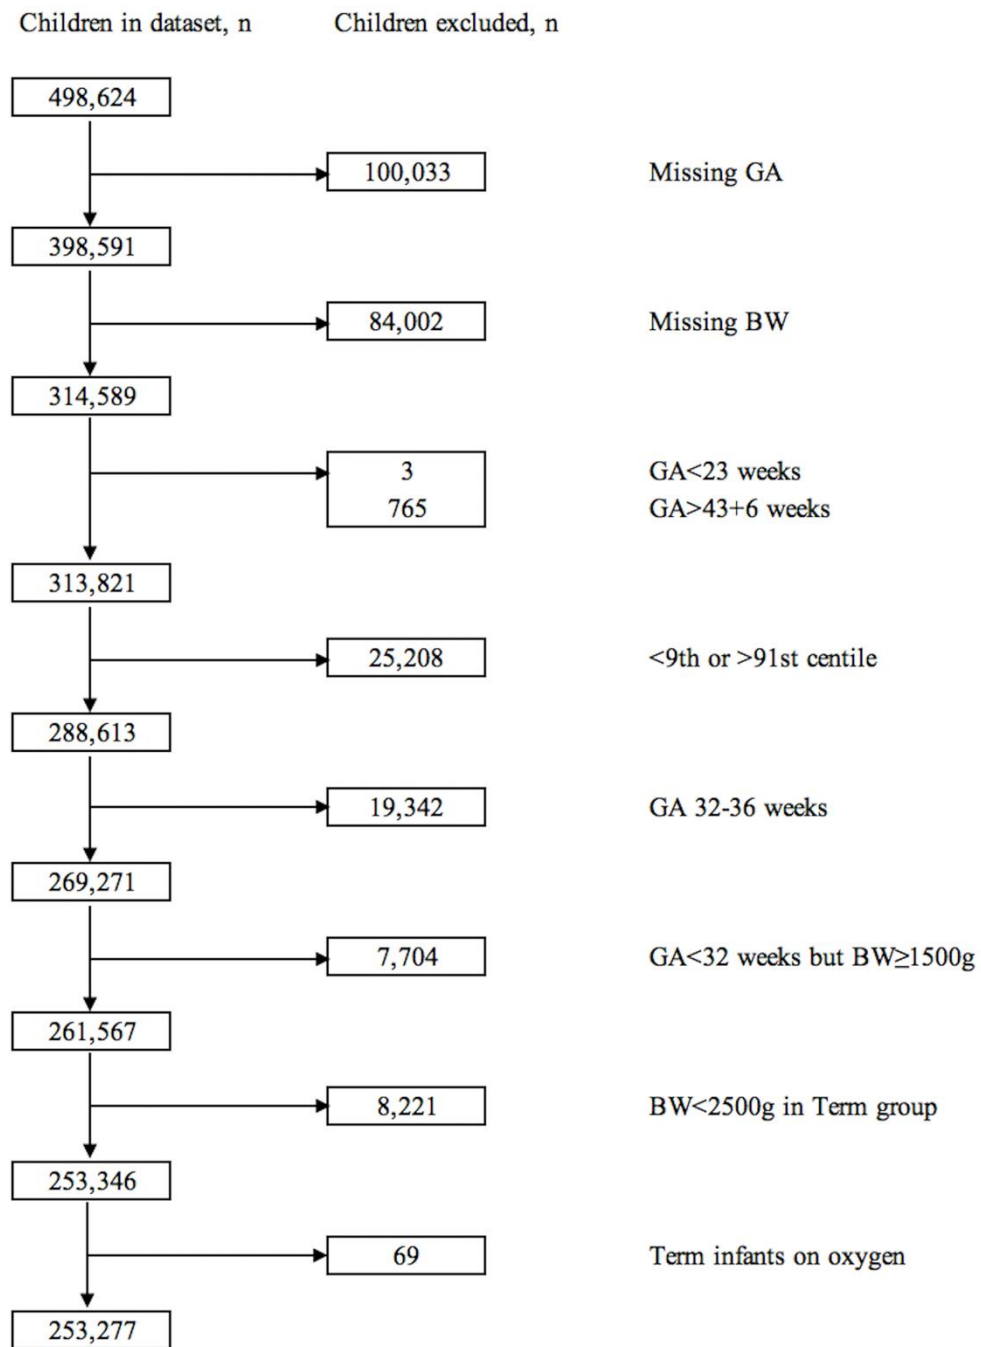 Children in dataset, n Children excluded, n
498,624
100,033 Missing GA
398,591
84,002 Missing BW
314,589
3 GA<23 weeks
765 GA>43+6 weeks
313,821
25,208 <9th or >91st centile
288,613
19,342 GA 32-36 weeks
269,271
7,704 GA<32 weeks but BW≥1500g
261,567
8,221 BW<2500g in Term group
253,346
69 Term infants on oxygen
253,277